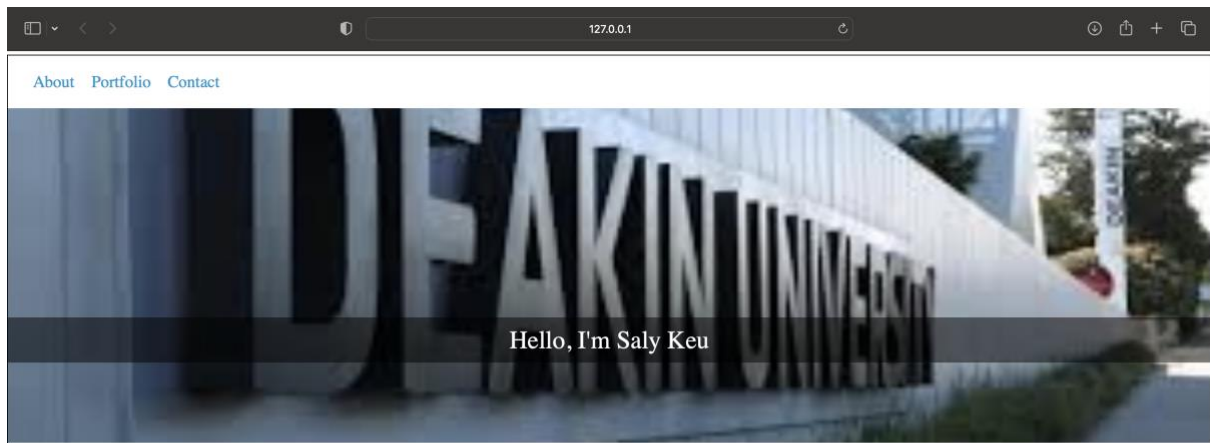 127.0.0.1
About Portfolio Contact
DEAKIN UNIVERSITY
DEAKIN
Hello, I'm Saly Keu